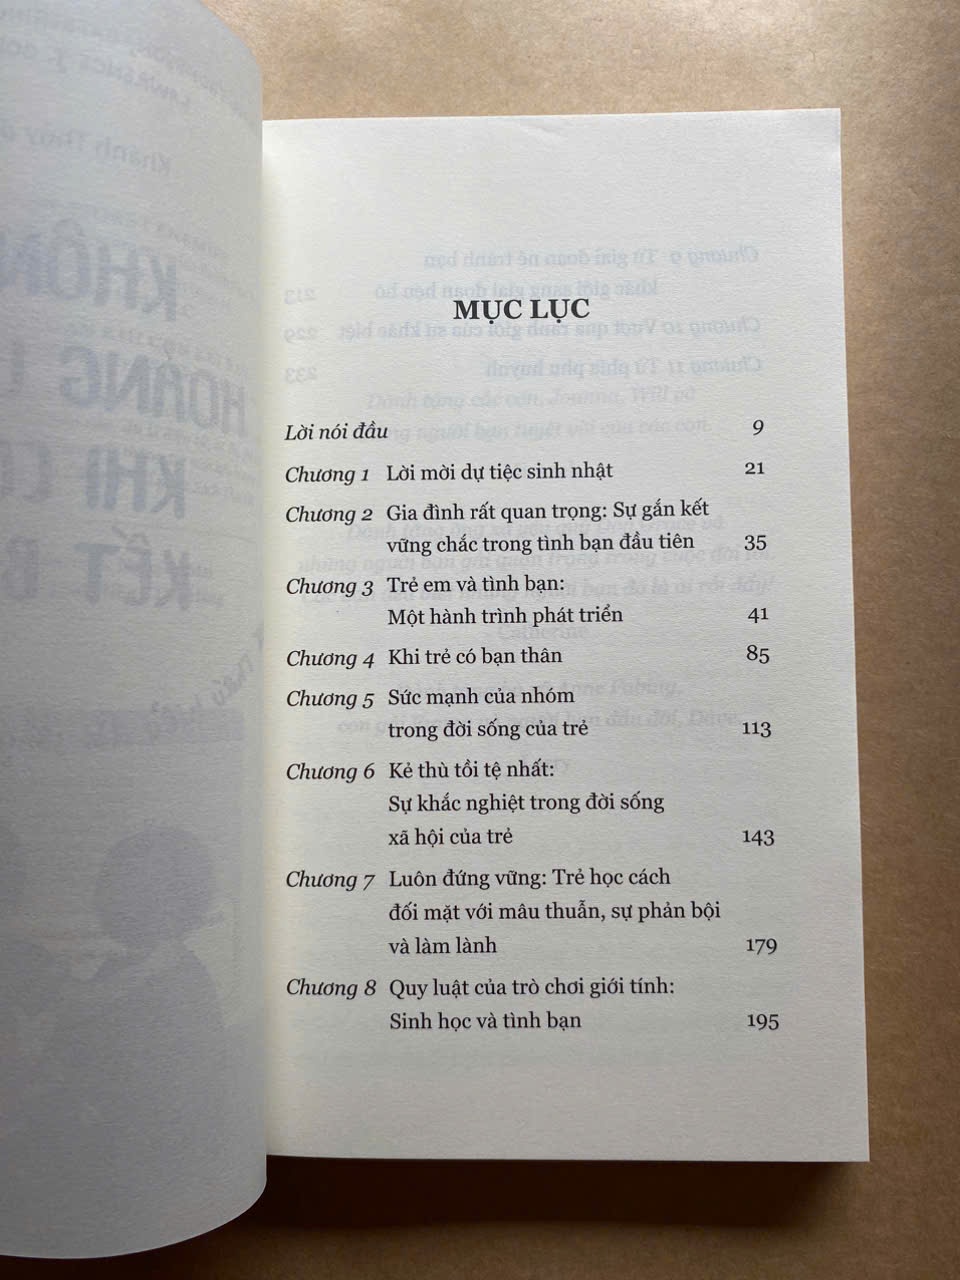 MỤC LỤC
Lời nói đầu 9
Chương 1 Lời mời dự tiệc sinh nhật 21
Chương 2 Gia đình rất quan trọng: Sự gắn kết
vững chắc trong tình bạn đầu tiên 35
Chương 3 Trẻ em và tình bạn:
Một hành trình phát triển 41
Chương 4 Khi trẻ có bạn thân 85
Chương 5 Sức mạnh của nhóm
trong đời sống của trẻ 113
Chương 6 Kẻ thù tồi tệ nhất:
Sự khắc nghiệt trong đời sống
xã hội của trẻ 143
Chương 7 Luôn đứng vững: Trẻ học cách
đối mặt với mâu thuẫn, sự phản bội
và làm lành 179
Chương 8 Quy luật của trò chơi giới tính:
Sinh học và tình bạn 195